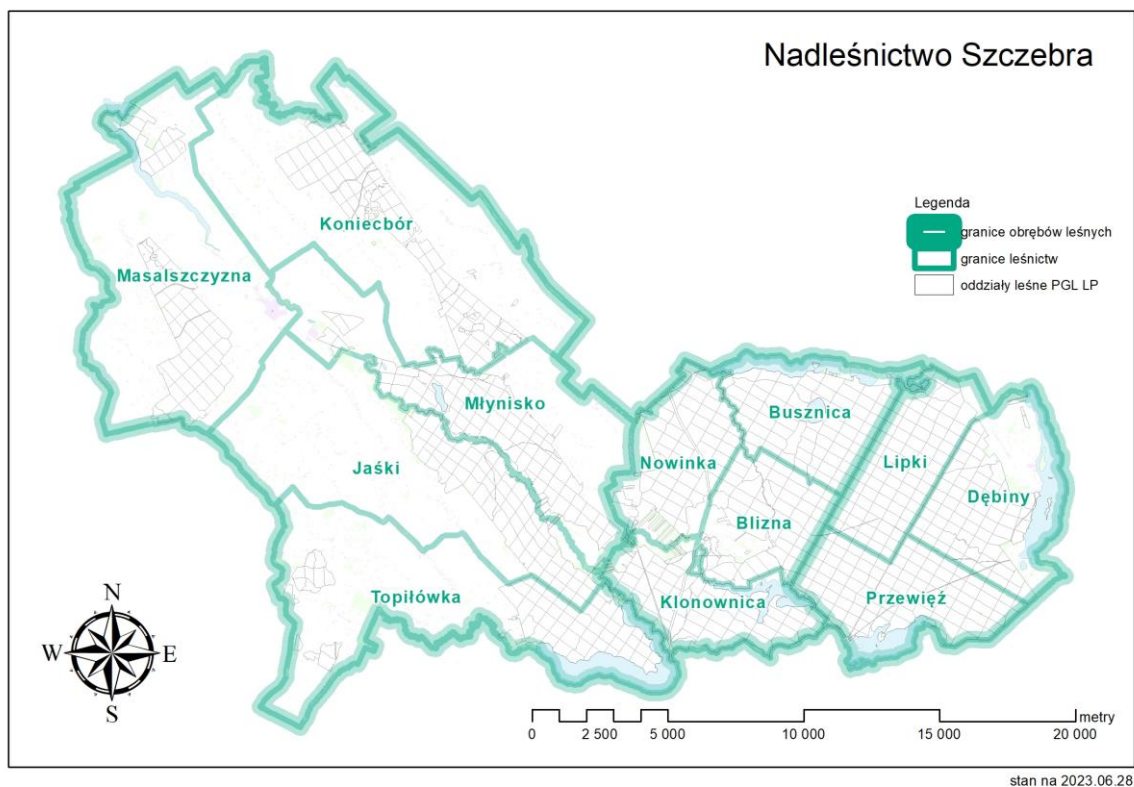 Nadleśnictwo Szczebra
Legenda
granice obrębów leśnych
granice leśnictw
oddziały leśne PGL LP
Koniecbór
Masalszczyzna
Młynisko
Busznica
Nowinka
Lipki
Jaśki
Dębiny
Blizna
Topiłówka
Klonownica
Przewięź
N
W E
S
metry
0 2 500 5 000 10 000 15 000 20 000
stan na 2023.06.28